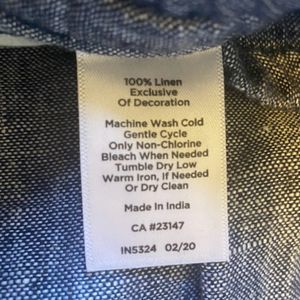 100% Linen
Exclusive
Of Decoration
Machine Wash Cold
Gentle Cycle
Only Non-Chlorine
Bleach When Needed
Tumble Dry Low
Warm Iron, If Needed
Or Dry Clean
Made In India
CA #23147
IN5324 02/20